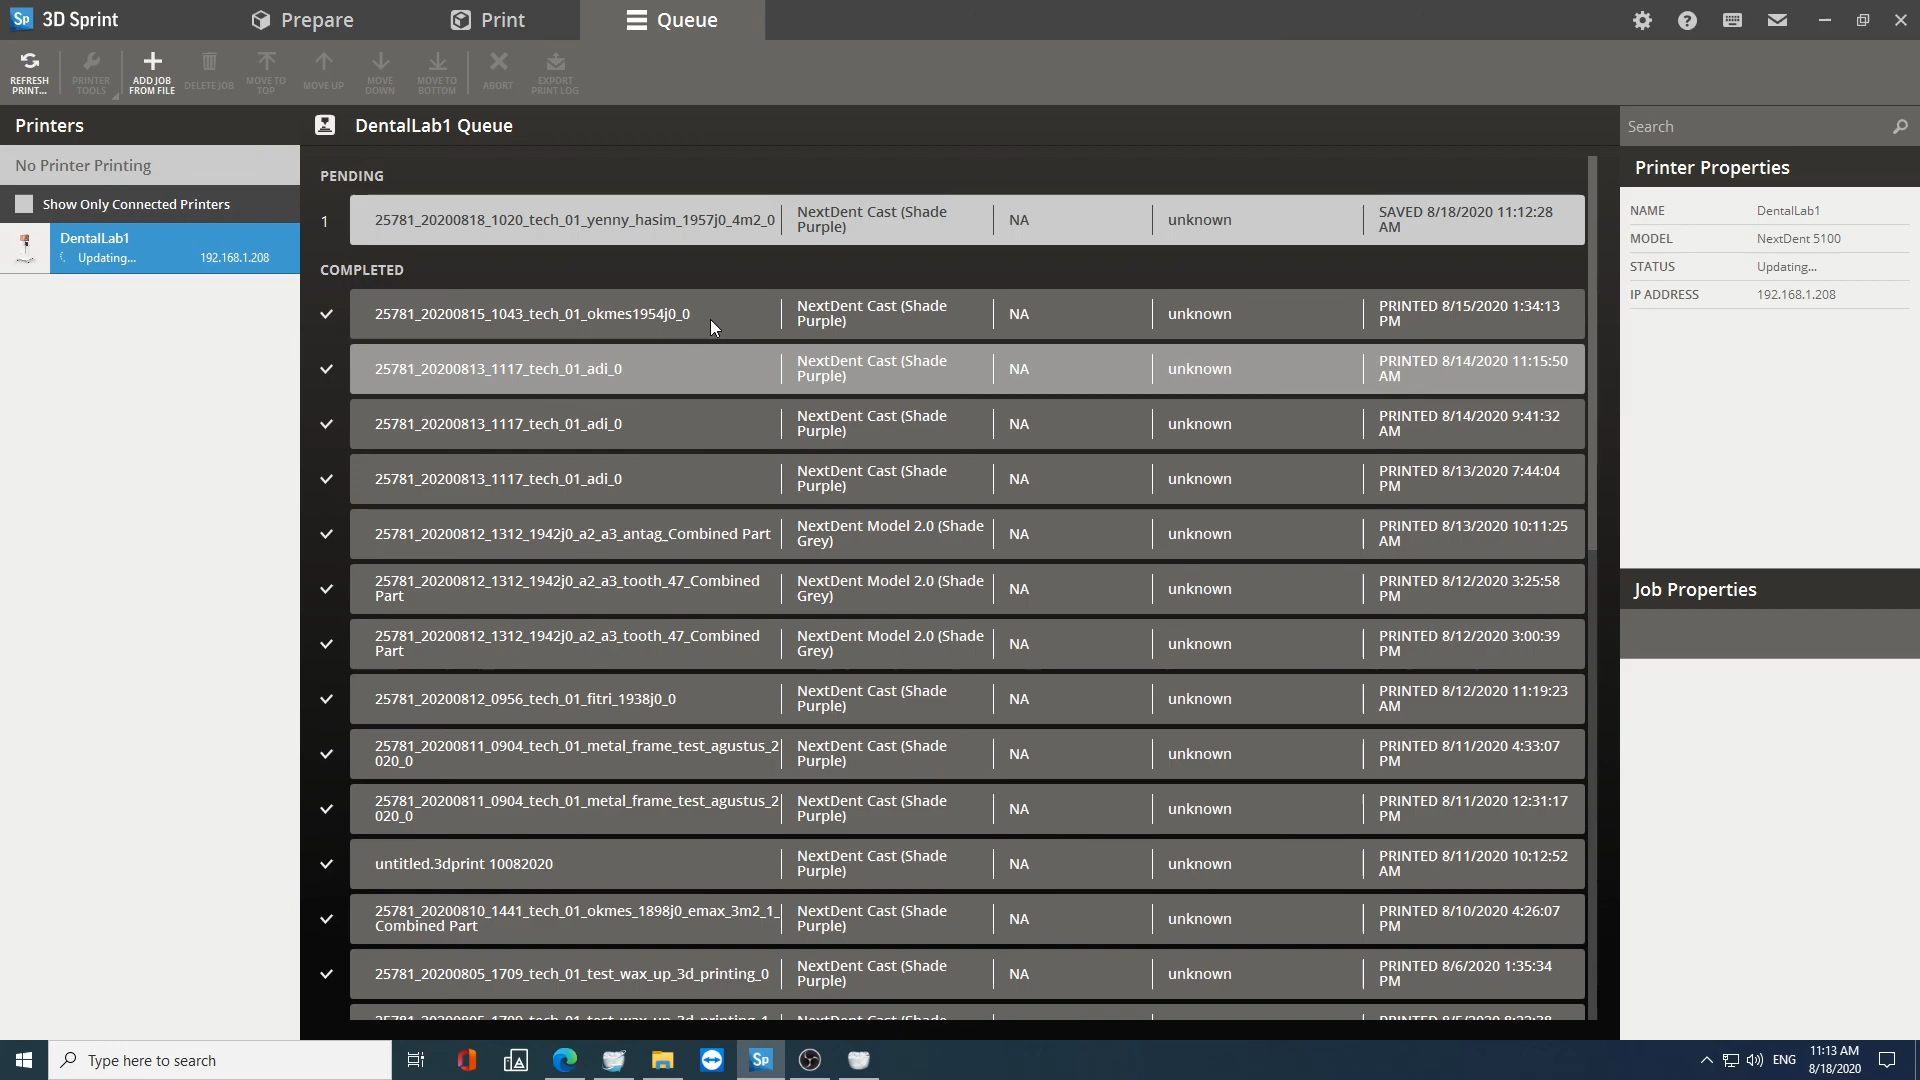 3D Sprint
Prepare
Print
Queue
REFRESH
PRINT...
PRINTER
TOOLS
ADD JOB
FROM FILE
DELETE JOB
MOVE TO
TOP
MOVE UP
MOVE
DOWN
MOVE TO
BOTTOM
ABORT
EXPORT
PRINT LOG
Printers
No Printer Printing
Show Only Connected Printers
DentalLab1
Updating...
192.168.1.208
DentalLab1 Queue
PENDING
1
25781_20200818_1020_tech_01_yenny_hasim_1957j0_4m2_0
NextDent Cast (Shade
Purple)
NA
unknown
SAVED 8/18/2020 11:12:28
AM
COMPLETED
25781_20200815_1043_tech_01_okmes1954j0_0
NextDent Cast (Shade
Purple)
NA
unknown
PRINTED 8/15/2020 1:34:13
PM
25781_20200813_1117_tech_01_adi_0
NextDent Cast (Shade
Purple)
NA
unknown
PRINTED 8/14/2020 11:15:50
AM
25781_20200813_1117_tech_01_adi_0
NextDent Cast (Shade
Purple)
NA
unknown
PRINTED 8/14/2020 9:41:32
AM
25781_20200813_1117_tech_01_adi_0
NextDent Cast (Shade
Purple)
NA
unknown
PRINTED 8/13/2020 7:44:04
PM
25781_20200812_1312_1942j0_a2_a3_antag_Combined Part
NextDent Model 2.0 (Shade
Grey)
NA
unknown
PRINTED 8/13/2020 10:11:25
AM
25781_20200812_1312_1942j0_a2_a3_tooth_47_Combined
Part
NextDent Model 2.0 (Shade
Grey)
NA
unknown
PRINTED 8/12/2020 3:25:58
PM
25781_20200812_1312_1942j0_a2_a3_tooth_47_Combined
Part
NextDent Model 2.0 (Shade
Grey)
NA
unknown
PRINTED 8/12/2020 3:00:39
PM
25781_20200812_0956_tech_01_fitri_1938j0_0
NextDent Cast (Shade
Purple)
NA
unknown
PRINTED 8/12/2020 11:19:23
AM
25781_20200811_0904_tech_01_metal_frame_test_agustus_2
020_0
NextDent Cast (Shade
Purple)
NA
unknown
PRINTED 8/11/2020 4:33:07
PM
25781_20200811_0904_tech_01_metal_frame_test_agustus_2
020_0
NextDent Cast (Shade
Purple)
NA
unknown
PRINTED 8/11/2020 12:31:17
PM
untitled.3dprint 10082020
NextDent Cast (Shade
Purple)
NA
unknown
PRINTED 8/11/2020 10:12:52
AM
25781_20200810_1441_tech_01_okmes_1898j0_emax_3m2_1_
Combined Part
NextDent Cast (Shade
Purple)
NA
unknown
PRINTED 8/10/2020 4:26:07
PM
25781_20200805_1709_tech_01_test_wax_up_3d_printing_0
NextDent Cast (Shade
Purple)
NA
unknown
PRINTED 8/6/2020 1:35:34
PM
Search
Printer Properties
NAME
DentalLab1
MODEL
NextDent 5100
STATUS
Updating...
IP ADDRESS
192.168.1.208
Job Properties
Type here to search
Sp
ENG
11:13 AM
8/18/2020